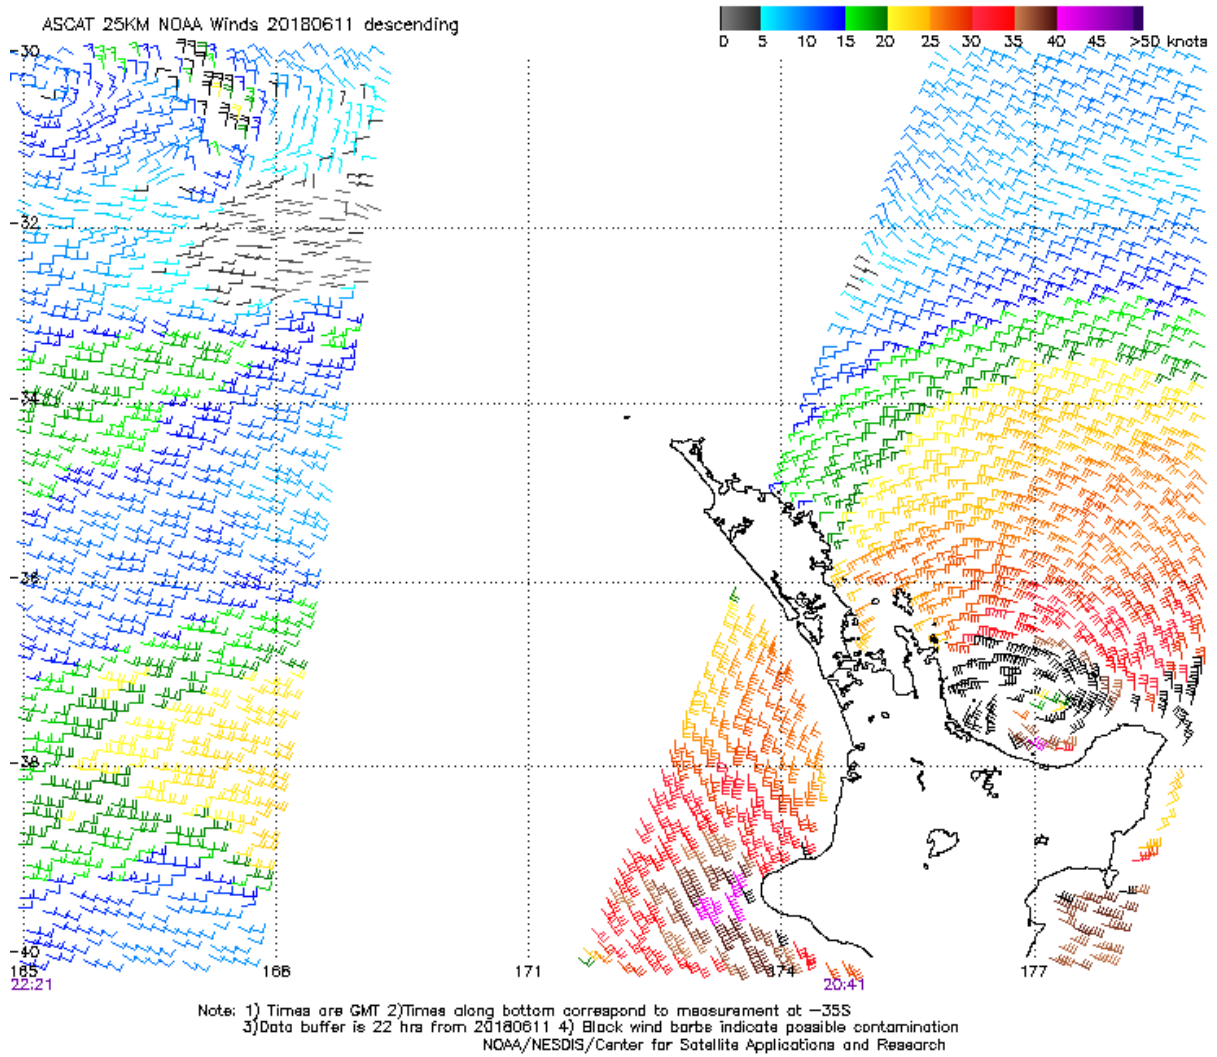 ASCAT 25KM NOAA Winds 20180611 descending
0 5 10 15 20 25 30 35 40 45 >50 knots
-30
-32
-34
-36
-38
-40
165 168 171 174 177
22:21 20:41
Note: 1) Times are GMT 2)Times along bottom correspond to measurement at -35S
3)Data buffer is 22 hrs from 20180611 4) Black wind barbs indicate possible contamination
NOAA/NESDIS/Center for Satellite Applications and Research